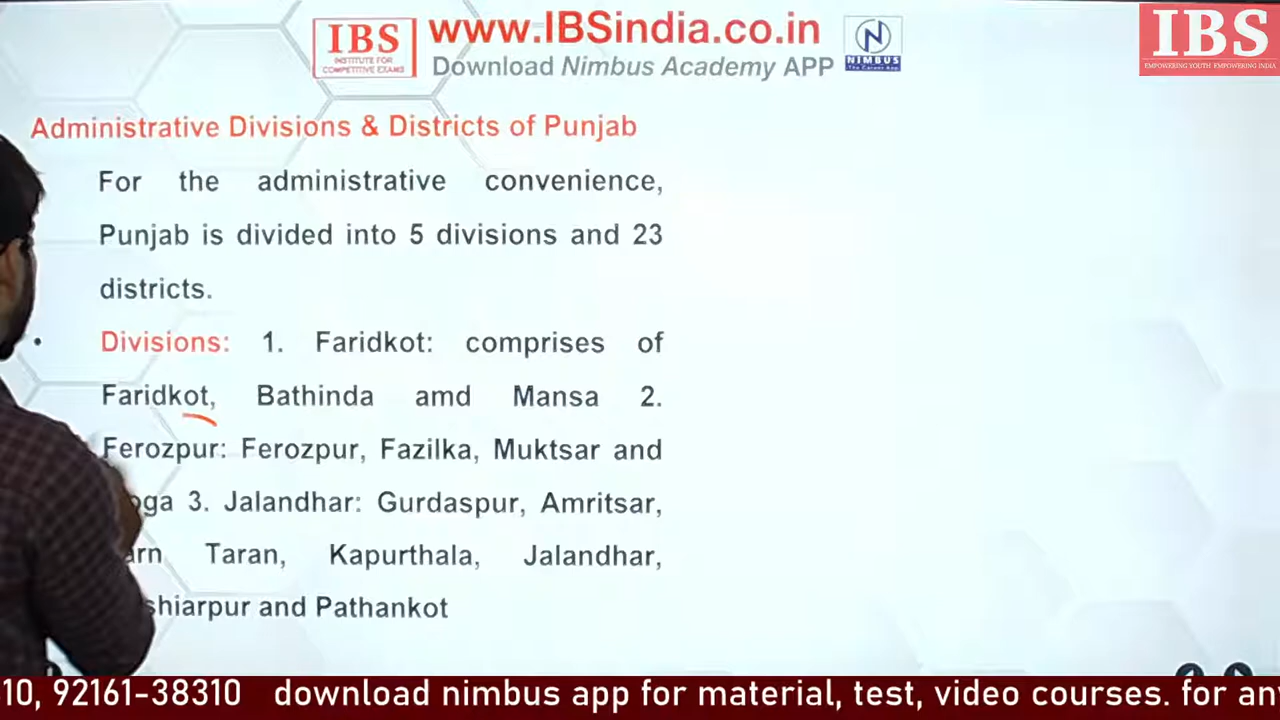 IBS
INSTITUTE FOR
COMPETITIVE EXAMS
www.IBSindia.co.in
Download Nimbus Academy APP
N
NIMBUS
The Career App
IBS
EMPOWERING YOUTH EMPOWERING INDIA
Administrative Divisions & Districts of Punjab
For the administrative convenience,
Punjab is divided into 5 divisions and 23
districts.
• Divisions: 1. Faridkot: comprises of
Faridkot, Bathinda amd Mansa 2.
Ferozpur: Ferozpur, Fazilka, Muktsar and
oga 3. Jalandhar: Gurdaspur, Amritsar,
arn Taran, Kapurthala, Jalandhar,
shiarpur and Pathankot
10, 92161-38310 download nimbus app for material, test, video courses. for an